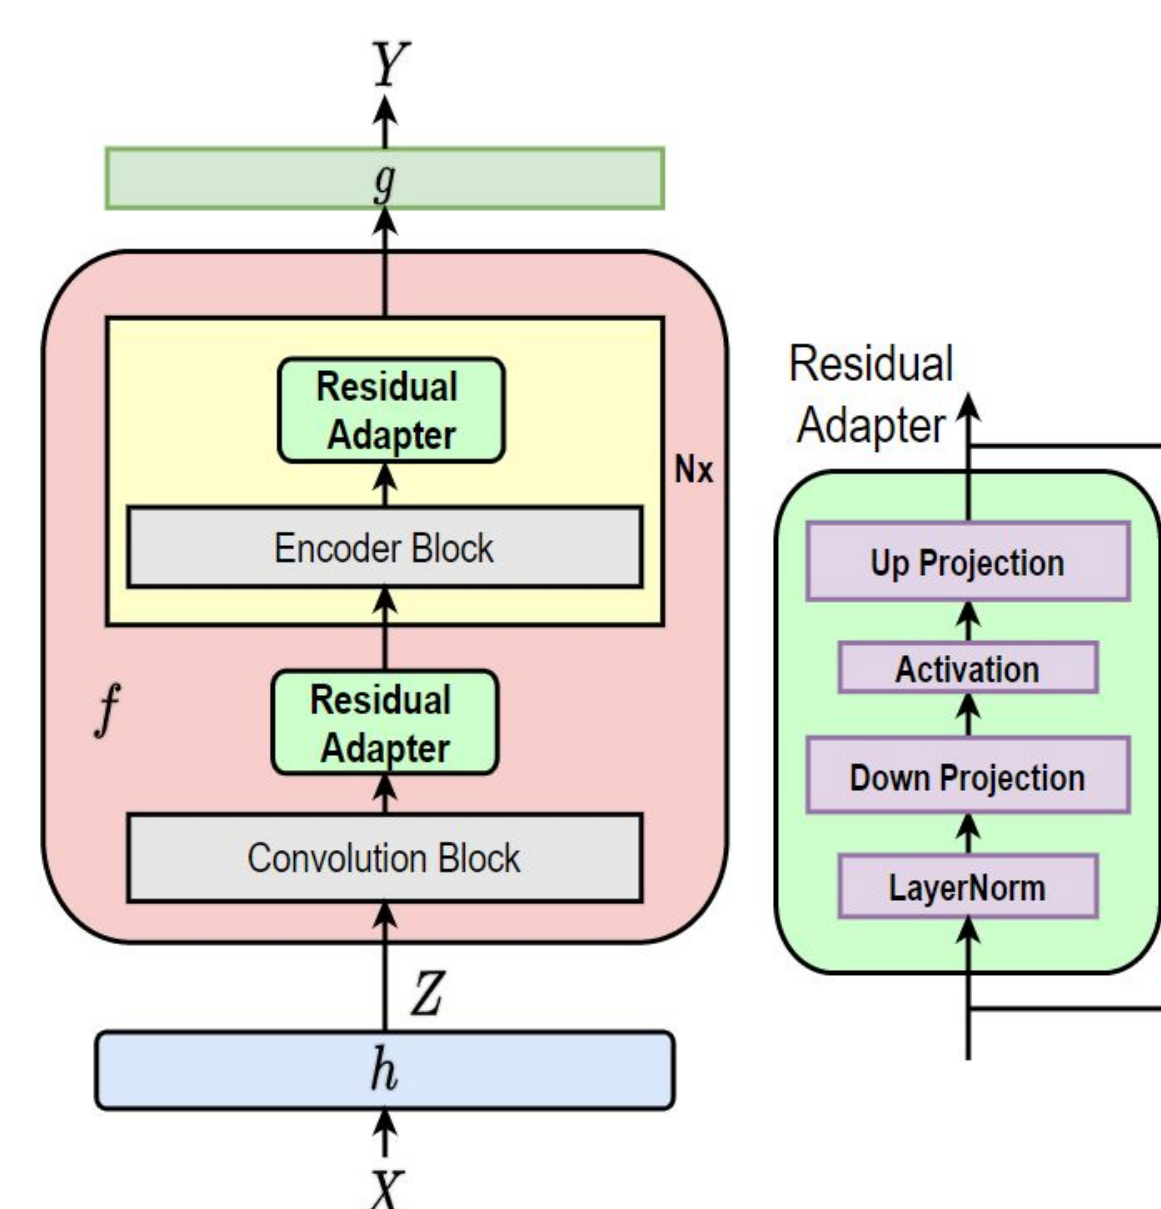 Y
g
Residual
Adapter
Nx
Encoder Block
f
Residual
Adapter
Convolution Block
Z
h
X
Residual
Adapter
Up Projection
Activation
Down Projection
LayerNorm